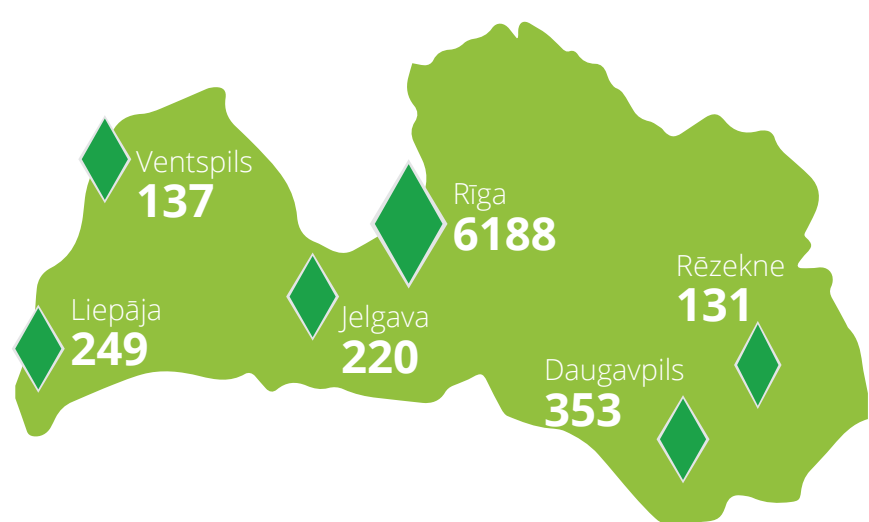 Ventspils
137
Rīga
6188
Rēzekne
131
Liepāja
249
Jelgava
220
Daugavpils
353